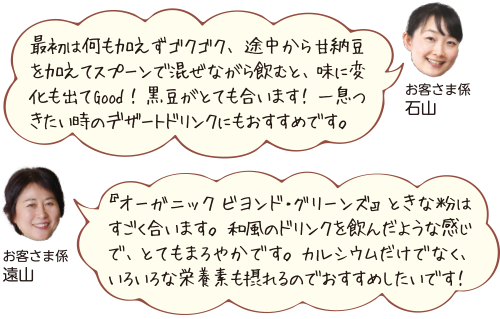 最初は何も加えずゴクゴク、途中から甘納豆
を加えてスプーンで混ぜながら飲むと、味に変
化も出てGood！黒豆がとても合います！一息つ
きたい時のデザートドリンクにもおすすめです。
お客さま係
石山
『オーガニック ビヨンド・グリーンズ』ときな粉は
すごく合います。和風のドリンクを飲んだような感じ
で、とてもまろやかです。カルシウムだけでなく、
いろいろな栄養素も摂れるのでおすすめしたいです！
お客さま係
遠山